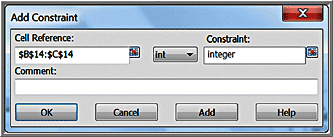 Add Constraint
Cell Reference: Constraint:
$B$14:$C$14 int integer
Comment:
OK Cancel Add Help